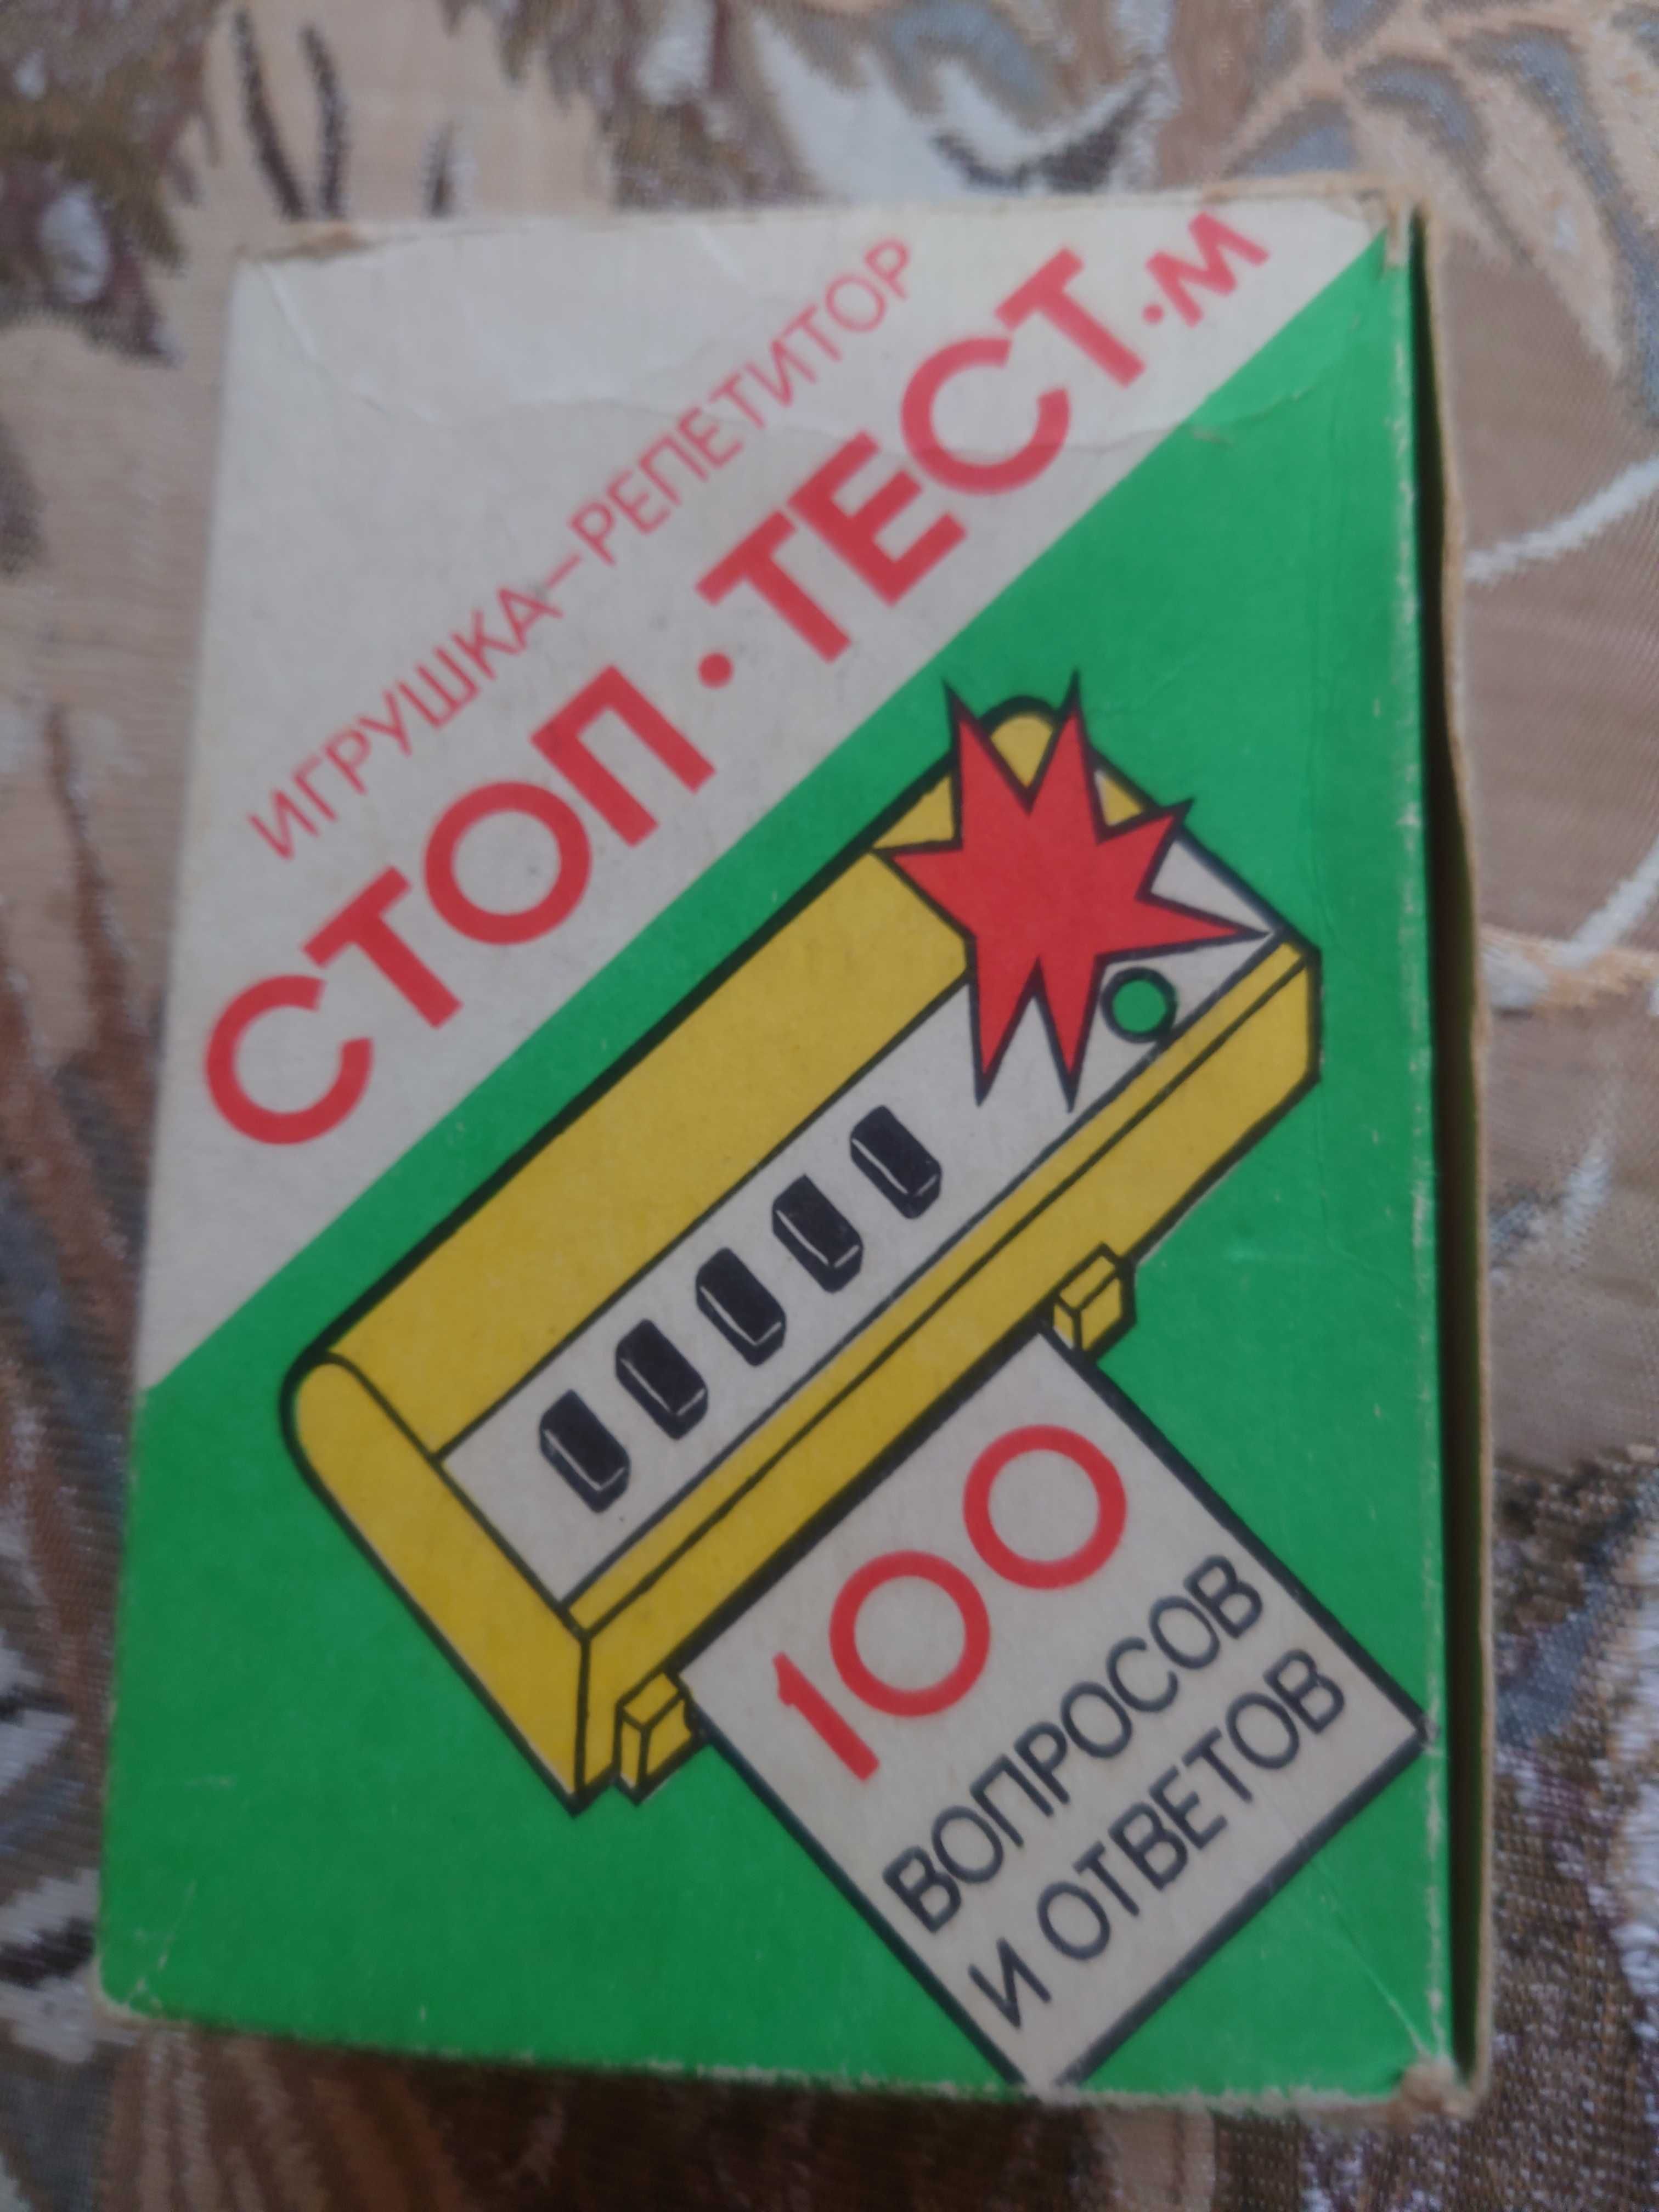 ИГРУШКА-РЕПЕТИТОР
СТОП·ТЕСТ·М
100
ВОПРОСОВ
И ОТВЕТОВ